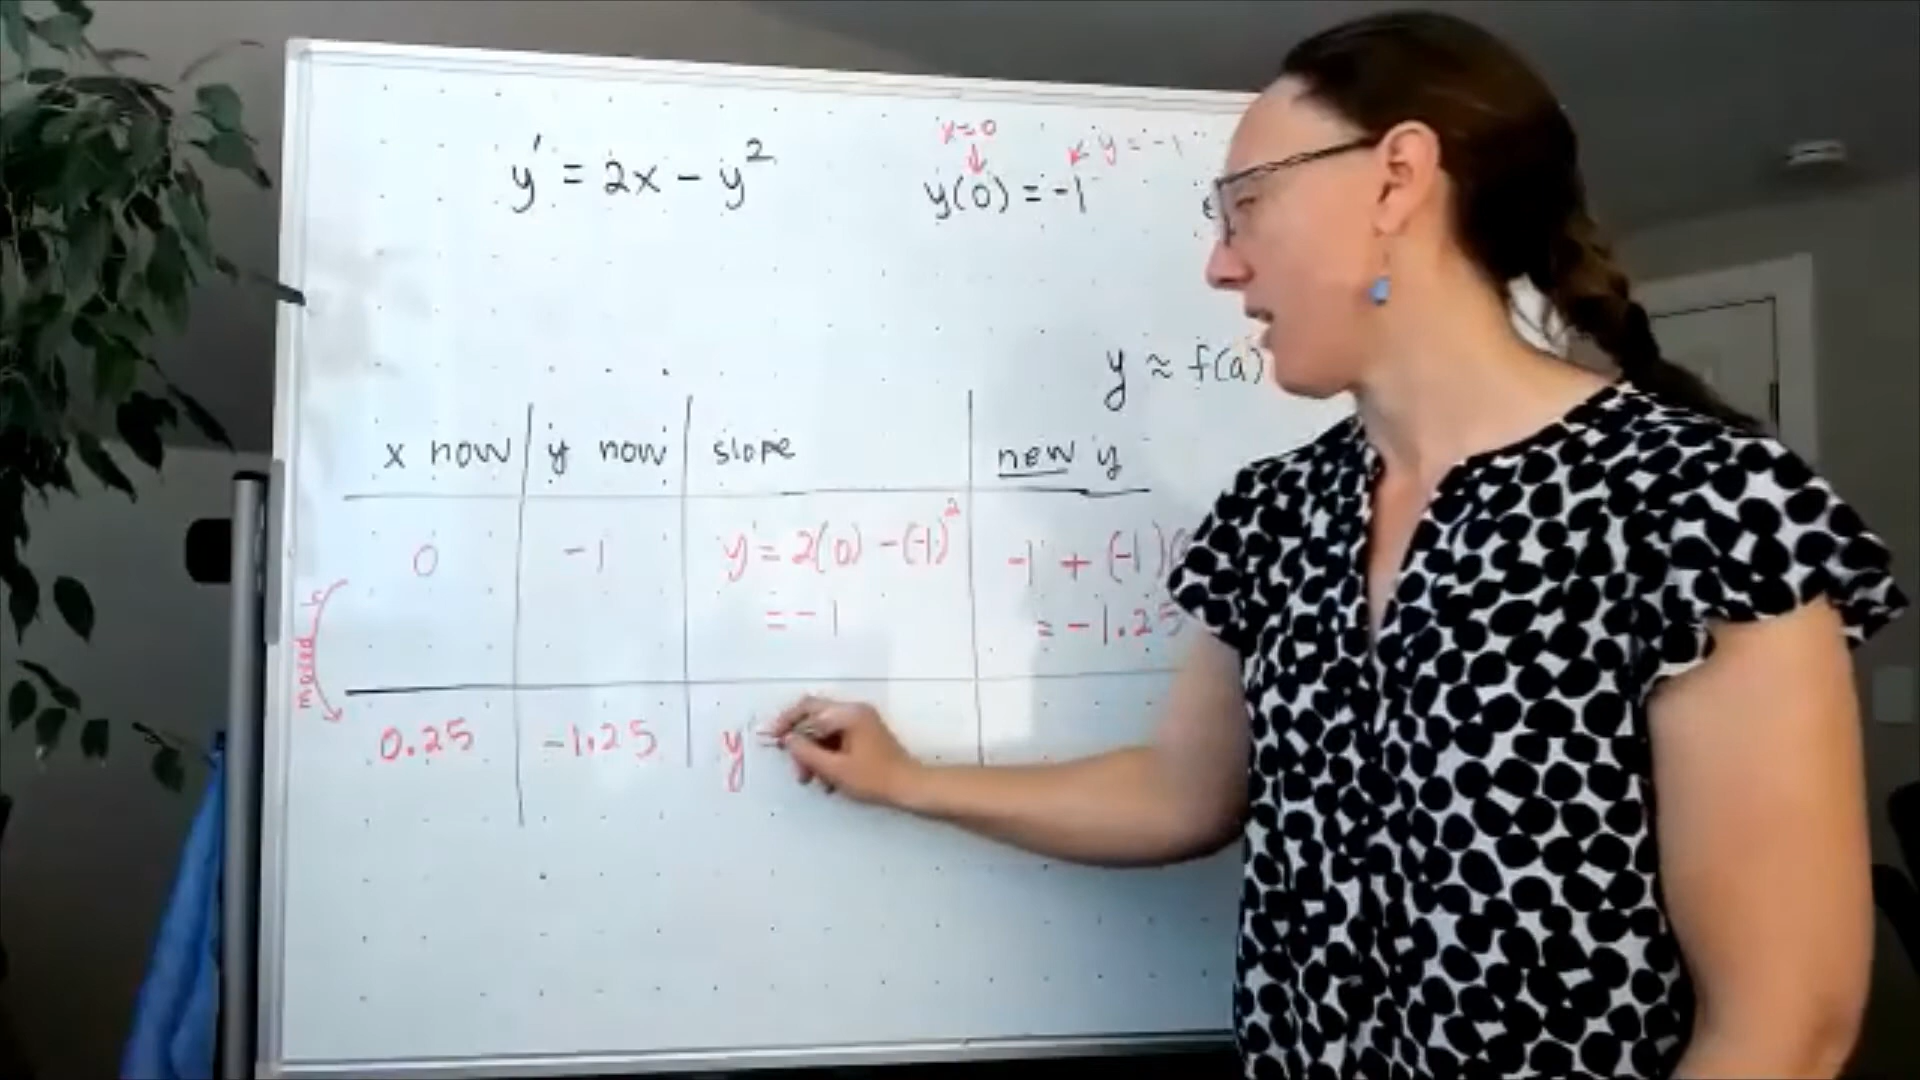 x=0
y = -1
y' = 2x - y²
y(0) = -1
y ≈ f(a)
x now
y now
slope
new y
0
-1
y' = 2(0) - (-1)²
-1 + (-1)(
= -1
= -1.25
moved
0.25
-1.25
y' =